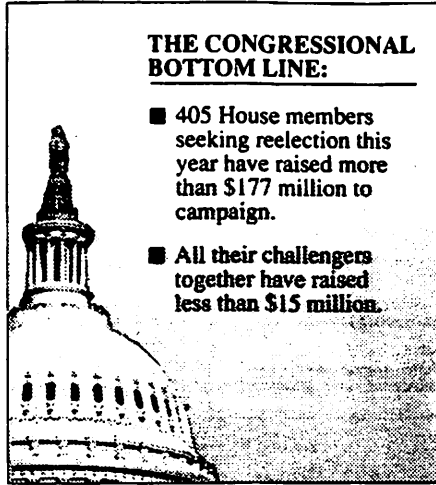 THE CONGRESSIONAL
BOTTOM LINE:
■ 405 House members
seeking reelection this
year have raised more
than $177 million to
campaign.
■ All their challengers
together have raised
less than $15 million.